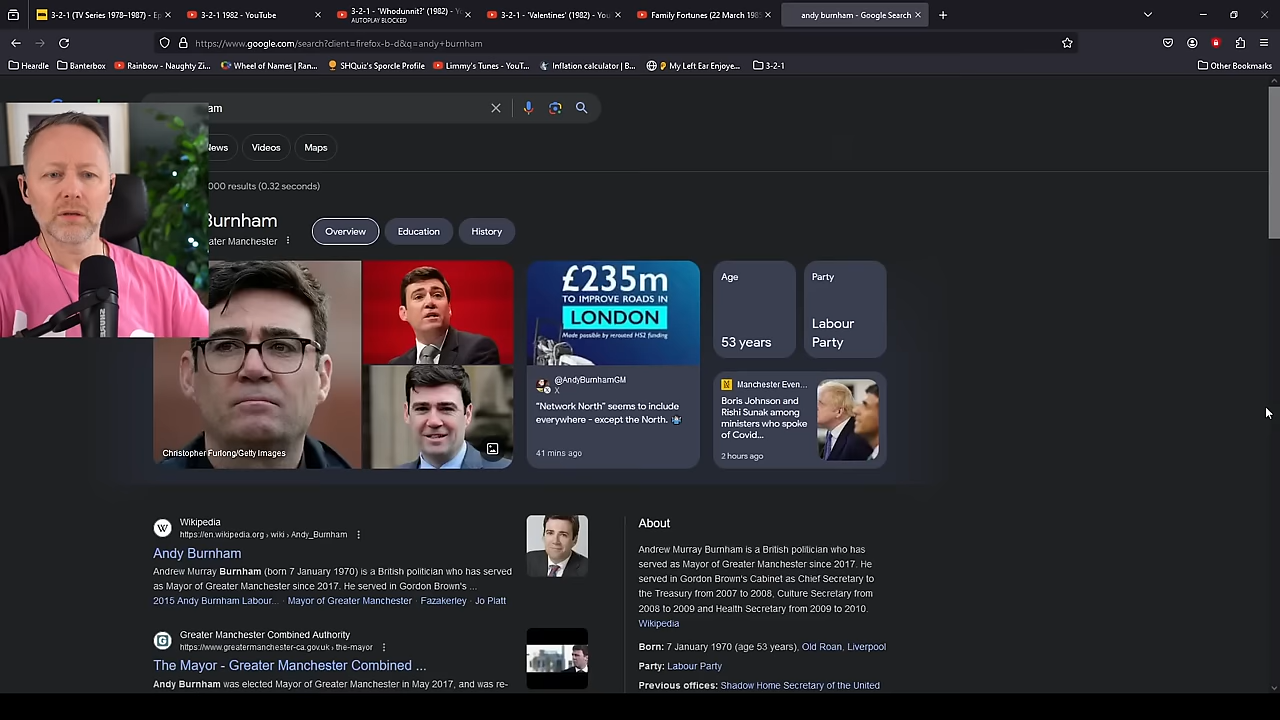 3-2-1 (TV Series 1978–1987) - Ep
3-2-1 1982 - YouTube
3-2-1 - 'Whodunnit?' (1982) - Yo
AUTOPLAY BLOCKED
3-2-1 - 'Valentines' (1982) - You
Family Fortunes (22 March 198
andy burnham - Google Search
https://www.google.com/search?client=firefox-b-d&q=andy+burnham
Heardle
Banterbox
Rainbow - Naughty Zi...
Wheel of Names | Ran...
SHQuiz's Sporcle Profile
Limmy's Tunes - YouT...
Inflation calculator | B...
My Left Ear Enjoye...
3-2-1
Other Bookmarks
am
News
Videos
Maps
000 results (0.32 seconds)
Burnham
ater Manchester
Overview
Education
History
Christopher Furlong/Getty Images
£235m
TO IMPROVE ROADS IN
LONDON
Made possible by rerouted HS2 funding
@AndyBurnhamGM
X
"Network North" seems to include
everywhere – except the North.
41 mins ago
Age
53 years
Party
Labour
Party
Manchester Even...
Boris Johnson and
Rishi Sunak among
ministers who spoke
of Covid...
2 hours ago
Wikipedia
https://en.wikipedia.org › wiki › Andy_Burnham
Andy Burnham
Andrew Murray Burnham (born 7 January 1970) is a British politician who has served
as Mayor of Greater Manchester since 2017. He served in Gordon Brown's ...
2015 Andy Burnham Labour... · Mayor of Greater Manchester · Fazakerley · Jo Platt
Greater Manchester Combined Authority
https://www.greatermanchester-ca.gov.uk › the-mayor
The Mayor - Greater Manchester Combined ...
Andy Burnham was elected Mayor of Greater Manchester in May 2017, and was re-
About
Andrew Murray Burnham is a British politician who has
served as Mayor of Greater Manchester since 2017. He
served in Gordon Brown's Cabinet as Chief Secretary to
the Treasury from 2007 to 2008, Culture Secretary from
2008 to 2009 and Health Secretary from 2009 to 2010.
Wikipedia
Born: 7 January 1970 (age 53 years), Old Roan, Liverpool
Party: Labour Party
Previous offices: Shadow Home Secretary of the United